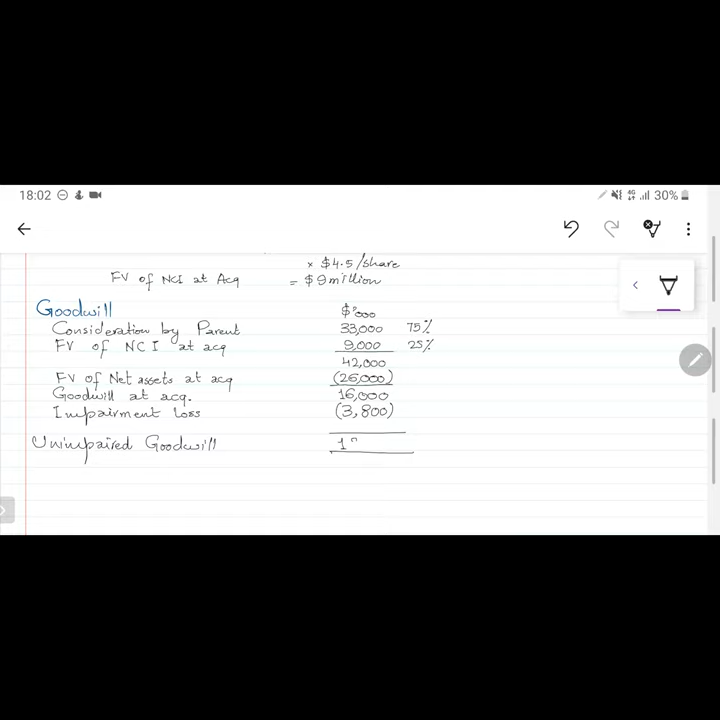 18:02 4G 30%
× $4.5/share
FV of NCI at Acq = $9 million
Goodwill $'000
Consideration by Parent 33,000 75%
FV of NCI at acq 9,000 25%
42,000
FV of Net assets at acq (26,000)
Goodwill at acq. 16,000
Impairment loss (3,800)
Unimpaired Goodwill 1